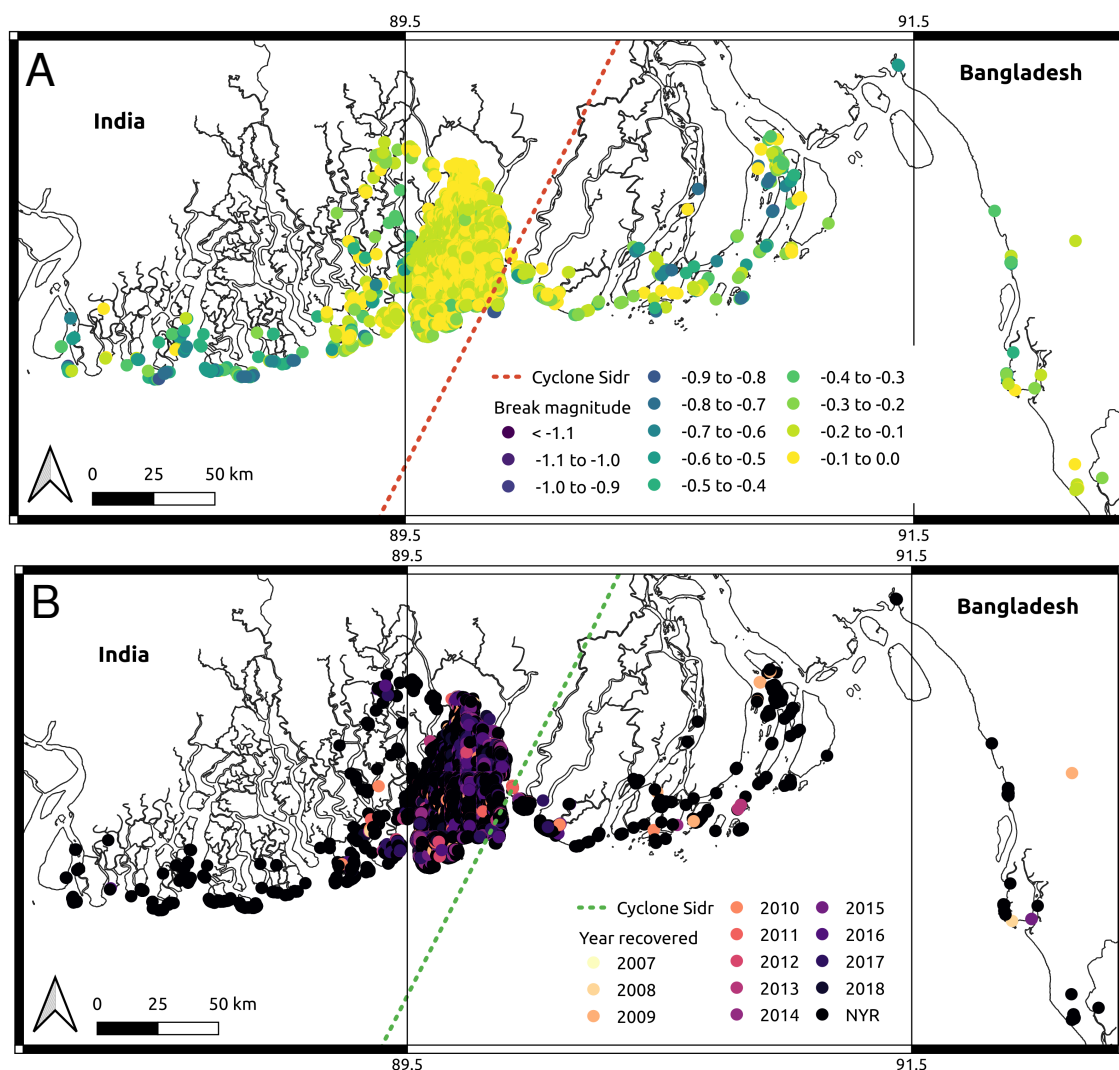 89.5 91.5
A
India
Bangladesh
Cyclone Sidr
Break magnitude
< -1.1
-1.1 to -1.0
-1.0 to -0.9
-0.9 to -0.8
-0.8 to -0.7
-0.7 to -0.6
-0.6 to -0.5
-0.5 to -0.4
-0.4 to -0.3
-0.3 to -0.2
-0.2 to -0.1
-0.1 to 0.0
0 25 50 km
89.5 91.5
89.5 91.5
B
India
Bangladesh
Cyclone Sidr
Year recovered
2007
2008
2009
2010
2011
2012
2013
2014
2015
2016
2017
2018
NYR
0 25 50 km
89.5 91.5